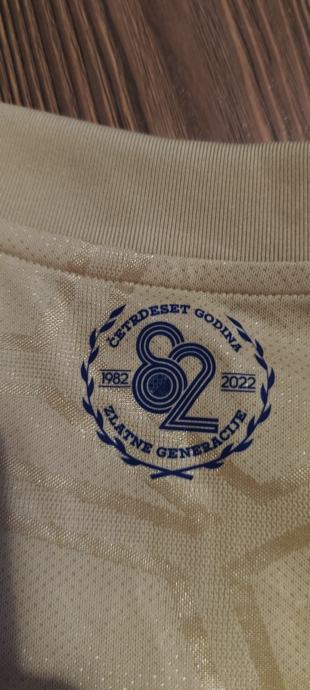 ČETRDESET GODINA
82
1982 2022
ZLATNE GENERACIJE